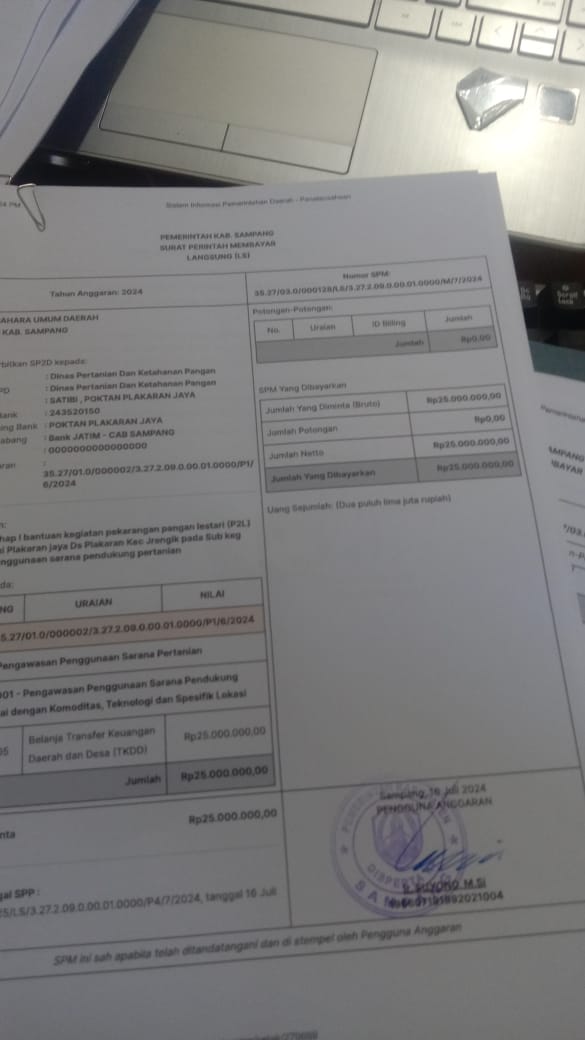 Sistem Informasi Pemerintahan Daerah - Penatausahaan
PEMERINTAH KAB. SAMPANG
SURAT PERINTAH MEMBAYAR
LANGSUNG (LS)
Tahun Anggaran: 2024
Nomor SPM:
35.27/03.0/000128/LS/3.27.2.09.0.00.01.0000/M/7/2024
AHARA UMUM DAERAH
KAB. SAMPANG
rbitkan SP2D kepada:
PD : Dinas Pertanian Dan Ketahanan Pangan
: Dinas Pertanian Dan Ketahanan Pangan
: SATIBI , POKTAN PLAKARAN JAYA
Bank : 243520150
ing Bank : POKTAN PLAKARAN JAYA
abang : Bank JATIM - CAB SAMPANG
: 0000000000000000
aran :
35.27/01.0/000002/3.27.2.09.0.00.01.0000/P1/
6/2024
n:
hap I bantuan kegiatan pekarangan pangan lestari (P2L)
i Plakaran jaya Ds Plakaran Kec Jrengik pada Sub keg
nggunaan sarana pendukung pertanian
da:
NG URAIAN NILAI
5.27/01.0/000002/3.27.2.09.0.00.01.0000/P1/6/2024
Pengawasan Penggunaan Sarana Pertanian
001 - Pengawasan Penggunaan Sarana Pendukung
ai dengan Komoditas, Teknologi dan Spesifik Lokasi
05 Belanja Transfer Keuangan Daerah dan Desa (TKDD) Rp25.000.000,00
Jumlah Rp25.000.000,00
nta Rp25.000.000,00
gal SPP :
25/LS/3.27.2.09.0.00.01.0000/P4/7/2024, tanggal 16 Juli
Potongan-Potongan:
No. Uraian ID Billing Jumlah
Jumlah Rp0,00
SPM Yang Dibayarkan
Jumlah Yang Diminta (Bruto) Rp25.000.000,00
Jumlah Potongan Rp0,00
Jumlah Netto Rp25.000.000,00
Jumlah Yang Dibayarkan Rp25.000.000,00
Uang Sejumlah: (Dua puluh lima juta rupiah)
Sampang, 16 Juli 2024
PENGGUNA ANGGARAN
DISPERTA
SUYONO, M.Si
SPM ini sah apabila telah ditandatangani dan di stempel oleh Pengguna Anggaran